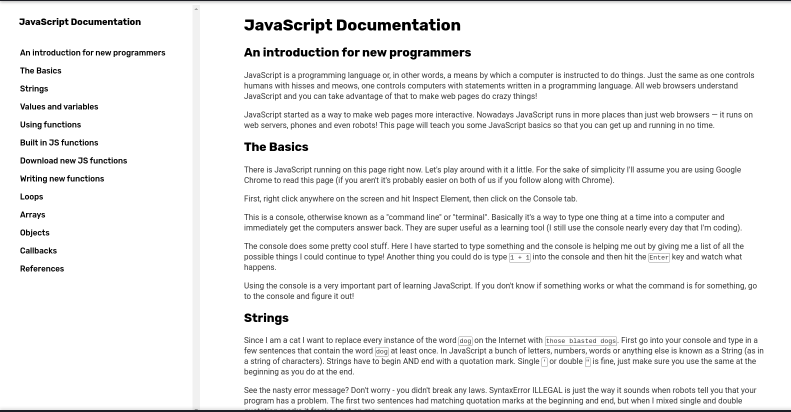 JavaScript Documentation
An introduction for new programmers
The Basics
Strings
Values and variables
Using functions
Built in JS functions
Download new JS functions
Writing new functions
Loops
Arrays
Objects
Callbacks
References
JavaScript Documentation
An introduction for new programmers
JavaScript is a programming language or, in other words, a means by which a computer is instructed to do things. Just the same as one controls
humans with hisses and meows, one controls computers with statements written in a programming language. All web browsers understand
JavaScript and you can take advantage of that to make web pages do crazy things!
JavaScript started as a way to make web pages more interactive. Nowadays JavaScript runs in more places than just web browsers — it runs on
web servers, phones and even robots! This page will teach you some JavaScript basics so that you can get up and running in no time.
The Basics
There is JavaScript running on this page right now. Let's play around with it a little. For the sake of simplicity I'll assume you are using Google
Chrome to read this page (if you aren't it's probably easier on both of us if you follow along with Chrome).
First, right click anywhere on the screen and hit Inspect Element, then click on the Console tab.
This is a console, otherwise known as a "command line" or "terminal". Basically it's a way to type one thing at a time into a computer and
immediately get the computers answer back. They are super useful as a learning tool (I still use the console nearly every day that I'm coding).
The console does some pretty cool stuff. Here I have started to type something and the console is helping me out by giving me a list of all the
possible things I could continue to type! Another thing you could do is type 1 + 1 into the console and then hit the Enter key and watch what
happens.
Using the console is a very important part of learning JavaScript. If you don't know if something works or what the command is for something, go
to the console and figure it out!
Strings
Since I am a cat I want to replace every instance of the word dog on the Internet with those blasted dogs. First go into your console and type in a
few sentences that contain the word dog at least once. In JavaScript a bunch of letters, numbers, words or anything else is known as a String (as in
a string of characters). Strings have to begin AND end with a quotation mark. Single ' or double " is fine, just make sure you use the same at the
beginning as you do at the end.
See the nasty error message? Don't worry - you didn't break any laws. SyntaxError ILLEGAL is just the way it sounds when robots tell you that your
program has a problem. The first two sentences had matching quotation marks at the beginning and end, but when I mixed single and double